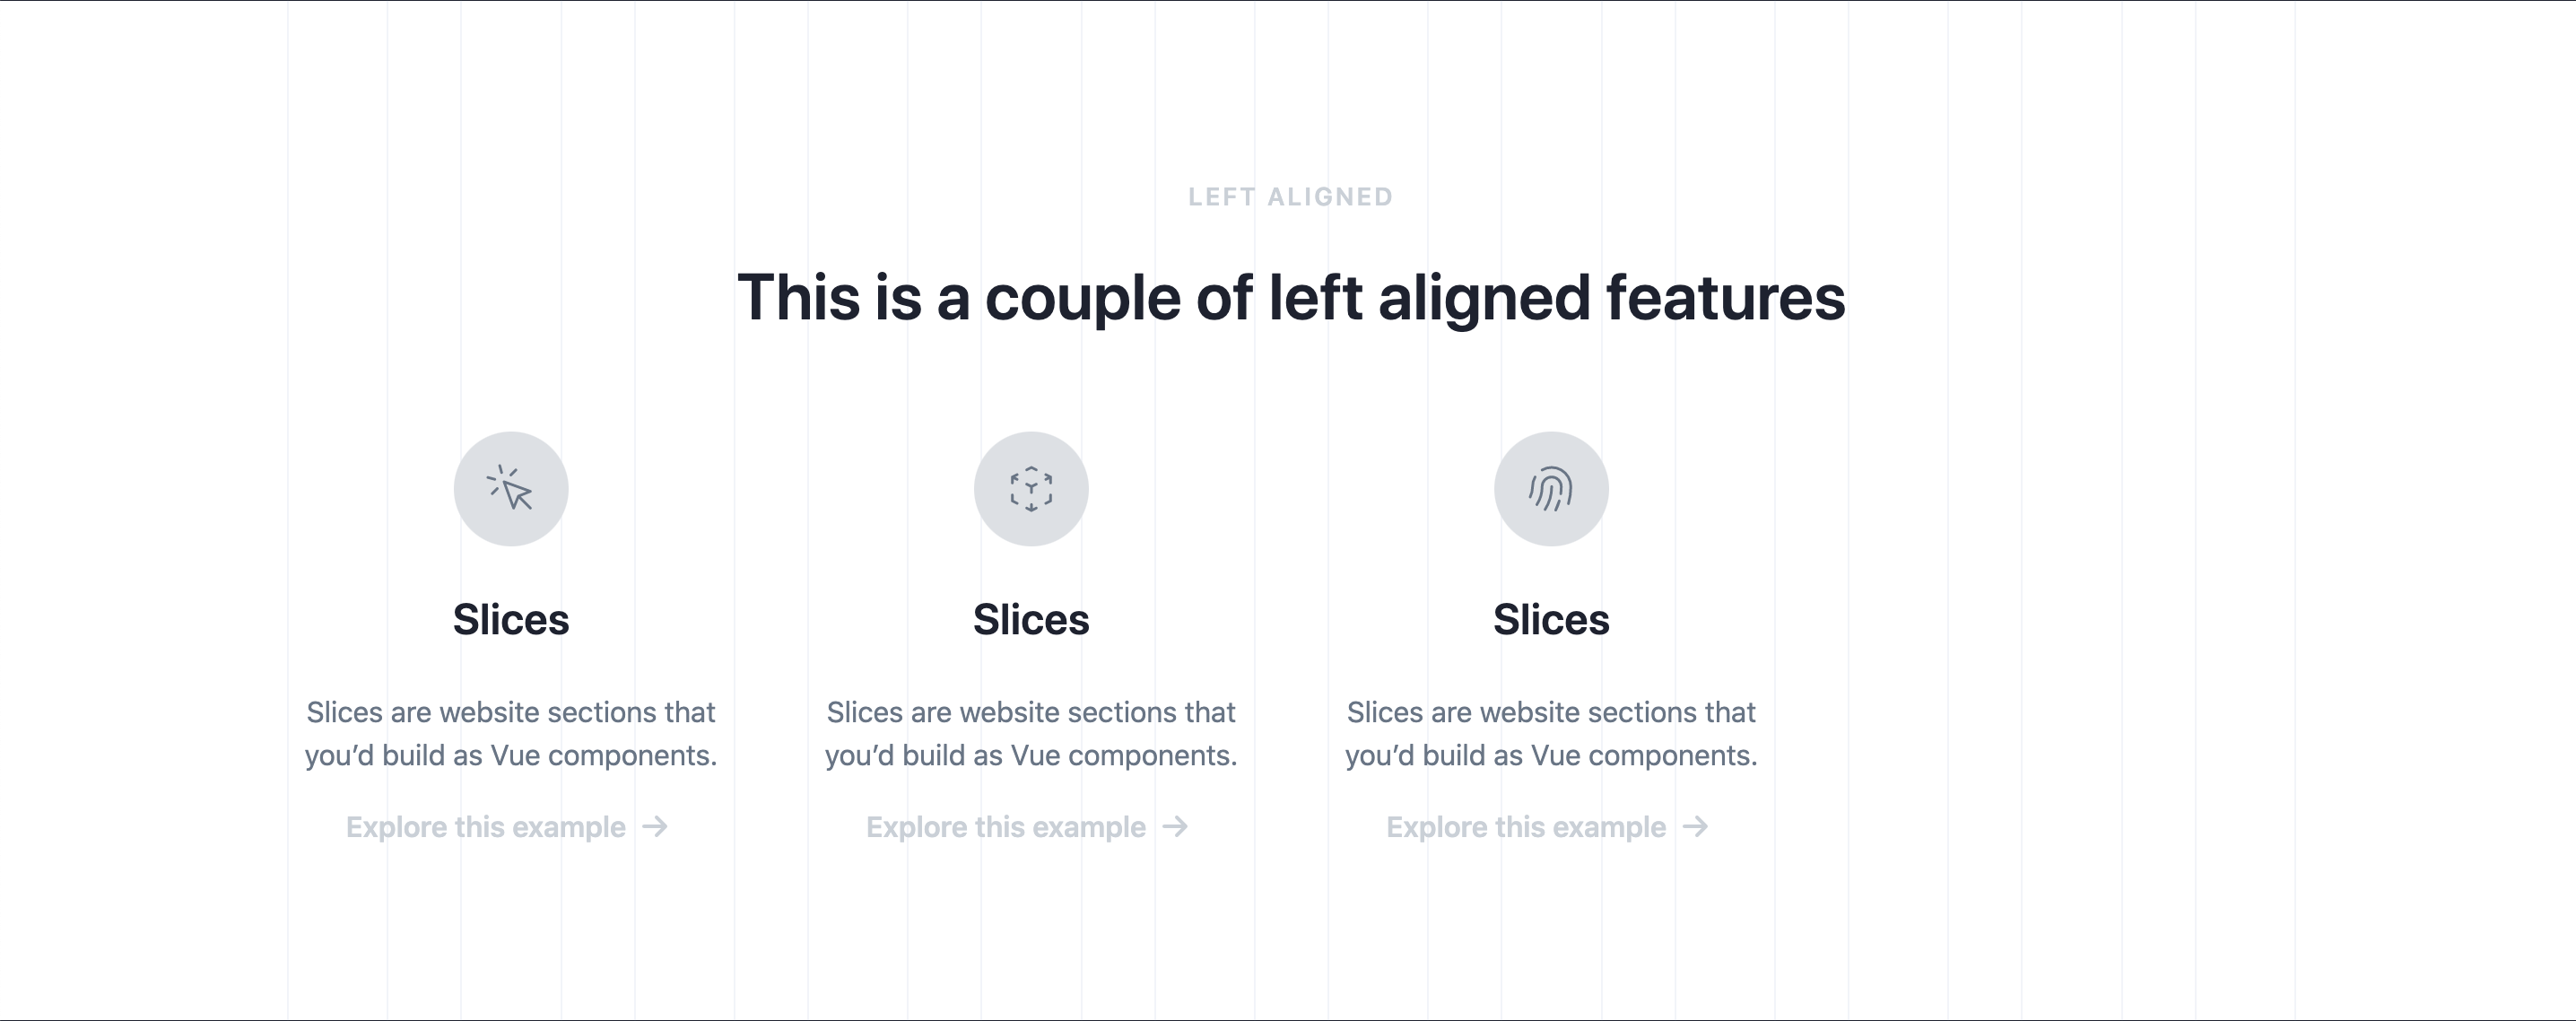 LEFT ALIGNED
This is a couple of left aligned features
Slices
Slices are website sections that
you’d build as Vue components.
Explore this example →
Slices
Slices are website sections that
you’d build as Vue components.
Explore this example →
Slices
Slices are website sections that
you’d build as Vue components.
Explore this example →